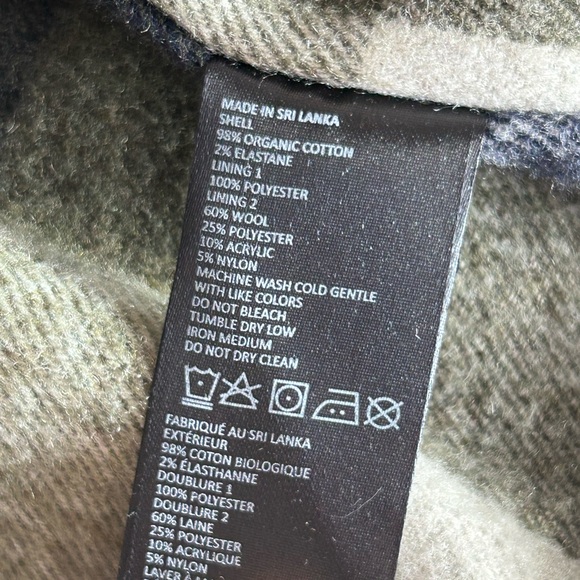 MADE IN SRI LANKA
SHELL
98% ORGANIC COTTON
2% ELASTANE
LINING 1
100% POLYESTER
LINING 2
60% WOOL
25% POLYESTER
10% ACRYLIC
5% NYLON
MACHINE WASH COLD GENTLE
WITH LIKE COLORS
DO NOT BLEACH
TUMBLE DRY LOW
IRON MEDIUM
DO NOT DRY CLEAN
FABRIQUÉ AU SRI LANKA
EXTÉRIEUR
98% COTON BIOLOGIQUE
2% ÉLASTHANNE
DOUBLURE 1
100% POLYESTER
DOUBLURE 2
60% LAINE
25% POLYESTER
10% ACRYLIQUE
5% NYLON
LAVER À